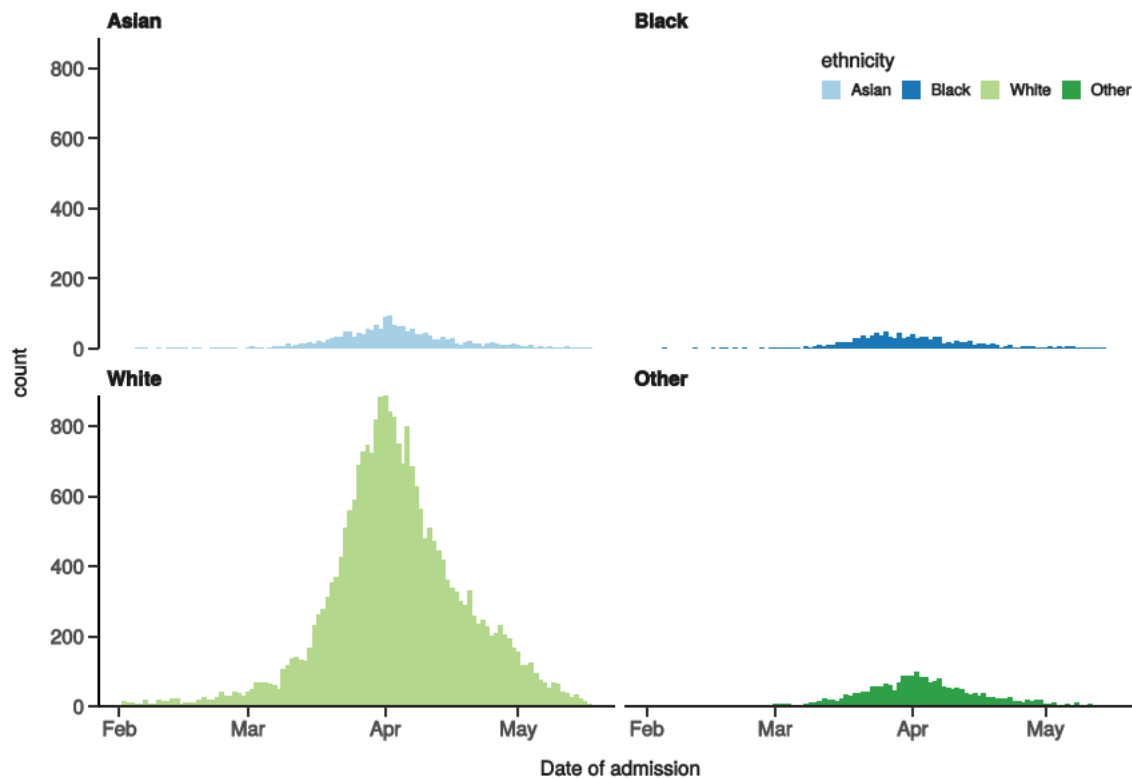 Asian
Black
ethnicity
Asian Black White Other
800
600
400
200
0
count
White
Other
800
600
400
200
0
Feb Mar Apr May
Feb Mar Apr May
Date of admission